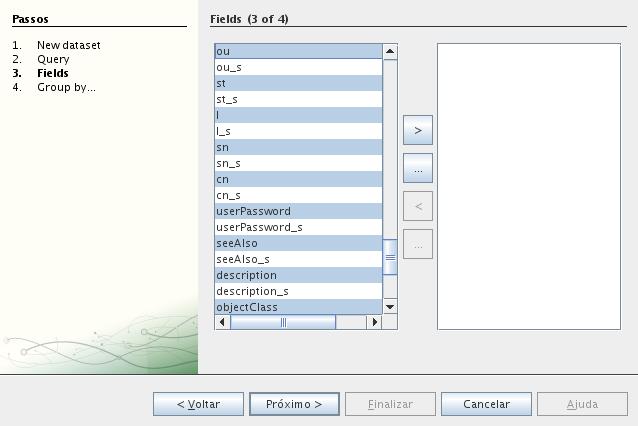 Passos
1. New dataset
2. Query
3. Fields
4. Group by...
Fields (3 of 4)
ou
ou_s
st
st_s
l
l_s
sn
sn_s
cn
cn_s
userPassword
userPassword_s
seeAlso
seeAlso_s
description
description_s
objectClass
>
...
<
...
< Voltar
Próximo >
Finalizar
Cancelar
Ajuda